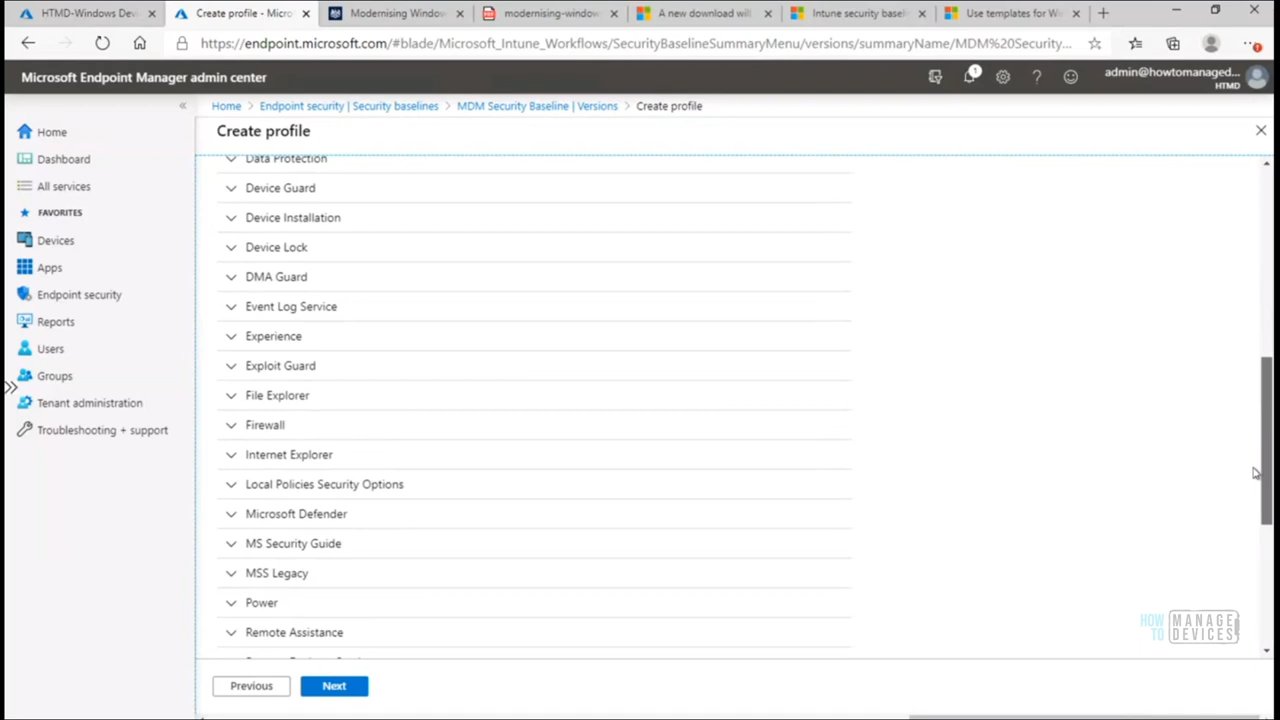 HTMD-Windows Dev
Create profile - Micro
Modernising Window
modernising-window
A new download will
Intune security basel
Use templates for Wi
https://endpoint.microsoft.com/#blade/Microsoft_Intune_Workflows/SecurityBaselineSummaryMenu/versions/summaryName/MDM%20Security...
Microsoft Endpoint Manager admin center
1
admin@howtomanaged...
HTMD
Home > Endpoint security | Security baselines > MDM Security Baseline | Versions > Create profile
Create profile
Home
Dashboard
All services
FAVORITES
Devices
Apps
Endpoint security
Reports
Users
Groups
Tenant administration
Troubleshooting + support
Data Protection
Device Guard
Device Installation
Device Lock
DMA Guard
Event Log Service
Experience
Exploit Guard
File Explorer
Firewall
Internet Explorer
Local Policies Security Options
Microsoft Defender
MS Security Guide
MSS Legacy
Power
Remote Assistance
Previous
Next
HOW TO MANAGE DEVICES